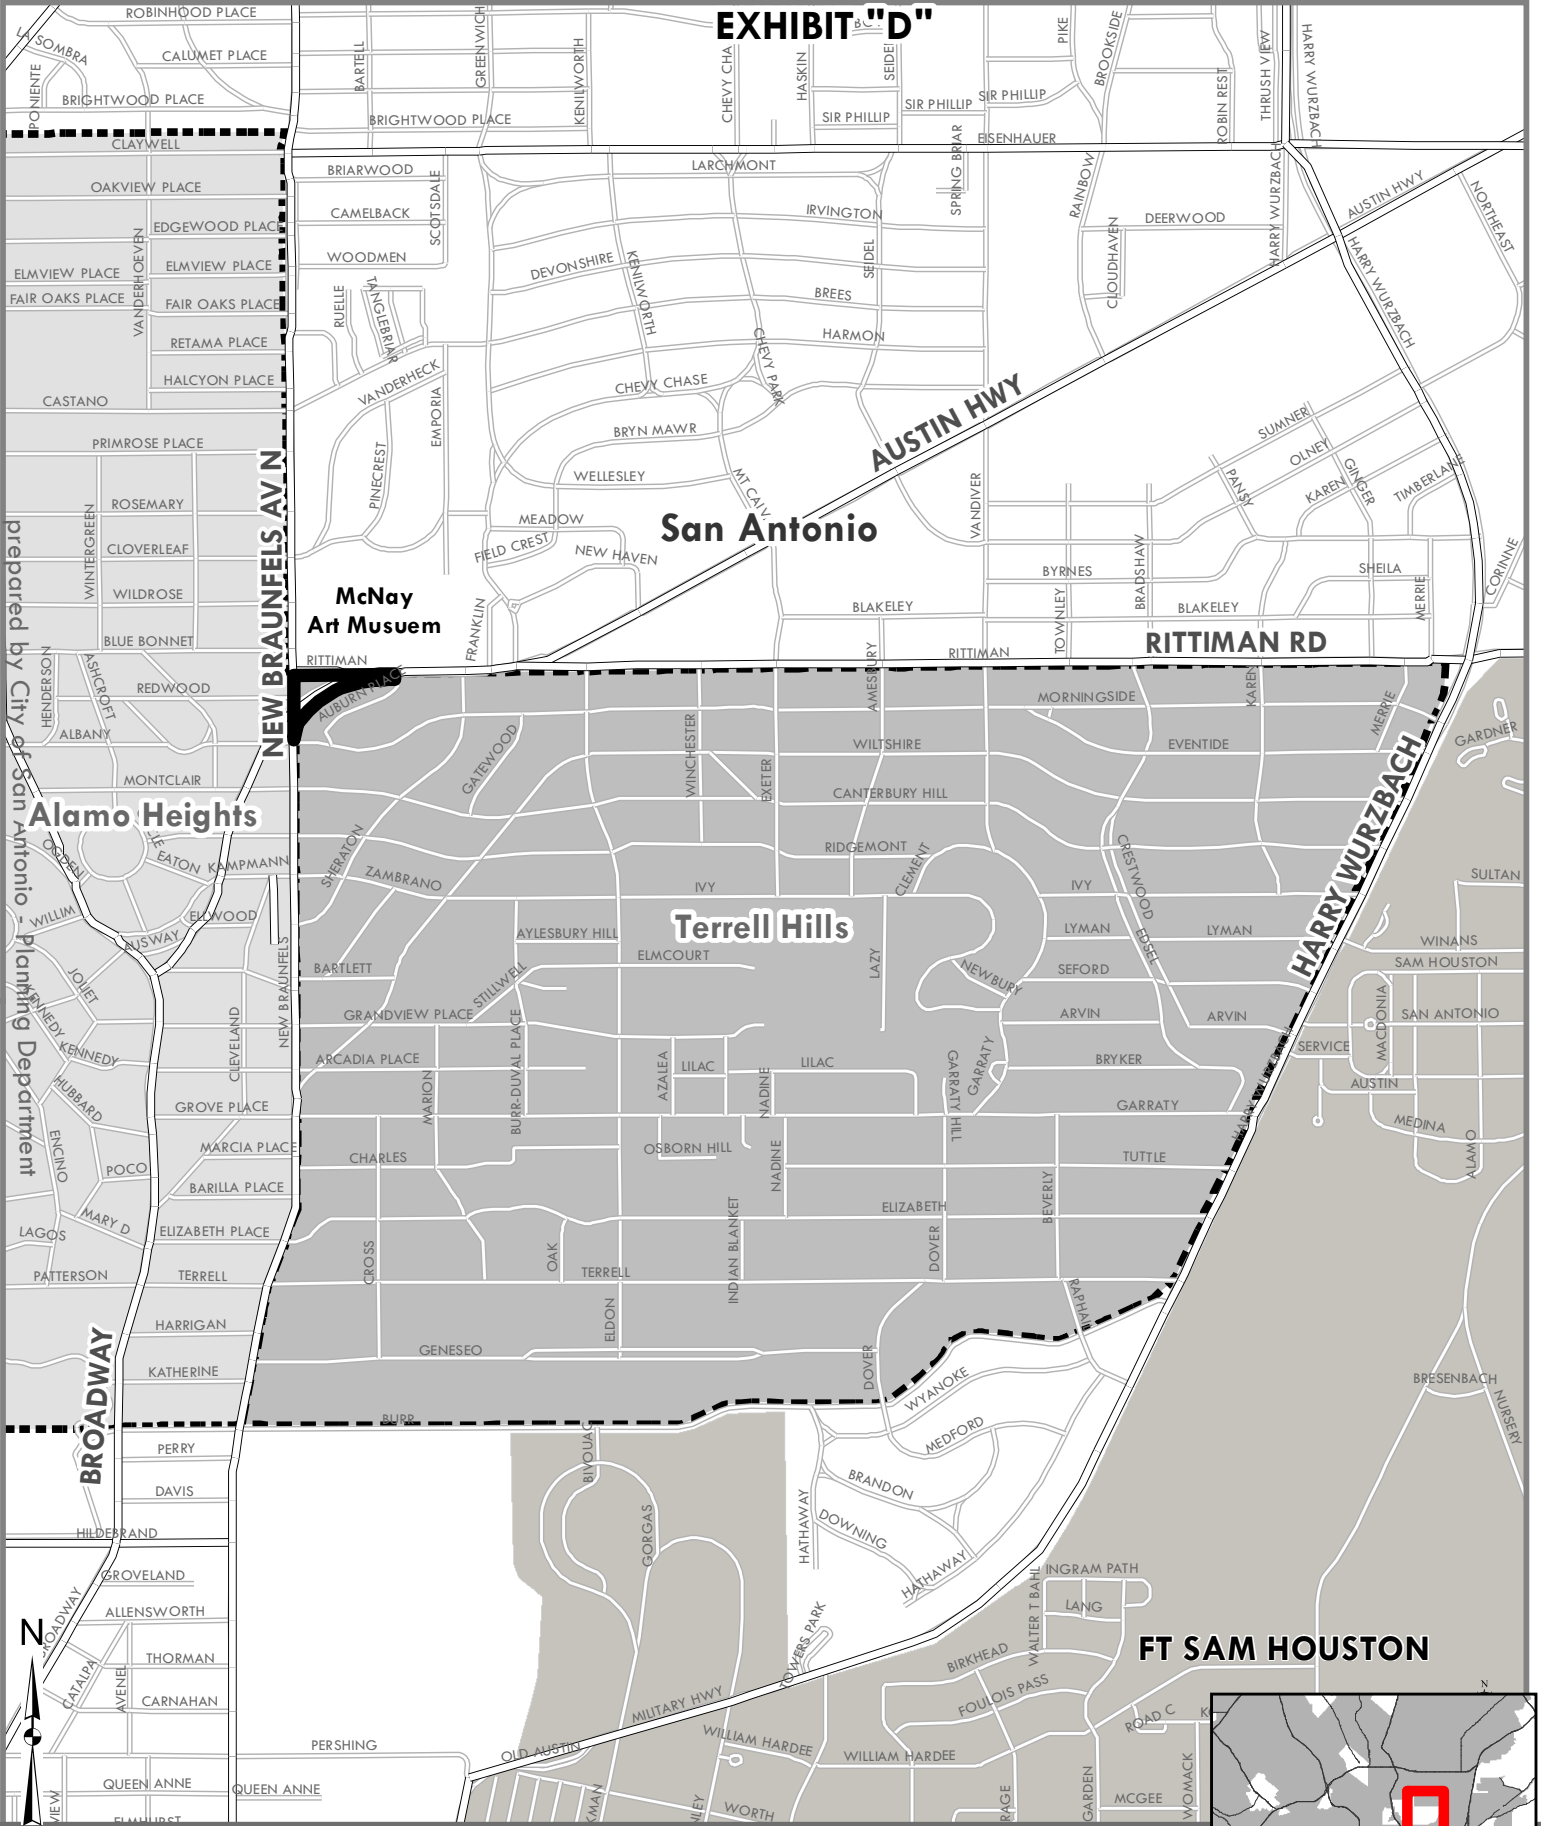 EXHIBIT "D"
ROBINHOOD PLACE
LA SOMBRA
CALUMET PLACE
PONIENTE
BRIGHTWOOD PLACE
BARTELL
GREENWICH
KENILWORTH
BRIGHTWOOD PLACE
CHEVY CHA
HASKIN
SEIDEL
SIR PHILLIP
SIR PHILLIP
SIR PHILLIP
PIKE
BROOKSIDE
ROBIN REST
THRUSH VIEW
HARRY WURZBACH
EISENHAUER
CLAYWELL
OAKVIEW PLACE
EDGEWOOD PLACE
VANDERHOEVEN
ELMVIEW PLACE
ELMVIEW PLACE
FAIR OAKS PLACE
FAIR OAKS PLACE
RETAMA PLACE
HALCYON PLACE
CASTANO
PRIMROSE PLACE
ROSEMARY
WINTERGREEN
CLOVERLEAF
WILDROSE
BLUE BONNET
HENDERSON
ASHCROFT
REDWOOD
ALBANY
MONTCLAIR
BRIARWOOD
CAMELBACK
SCOTSDALE
WOODMEN
RUELLE
TANGLEBRIAR
VANDERHECK
EMPORIA
PINECREST
LARCHMONT
IRVINGTON
SEIDEL
DEVONSHIRE
KENILWORTH
BREES
HARMON
CHEVY PARK
CHEVY CHASE
BRYN MAWR
WELLESLEY
MT CALV
MEADOW
FIELD CREST
NEW HAVEN
FRANKLIN
SPRING BRIAR
RAINBOW
CLOUDHAVEN
DEERWOOD
HARRY WURZBACH
AUSTIN HWY
NORTHEAST
HARRY WURZBACH
AUSTIN HWY
San Antonio
VANDIVER
SUMNER
OLNEY
PANSY
GINGER
KAREN
TIMBERLANE
BYRNES
BRADSHAW
SHEILA
MERRIE
CORINNE
BLAKELEY
TOWNLEY
BLAKELEY
RITTIMAN RD
RITTIMAN
NEW BRAUNFELS AV N
McNay
Art Musuem
RITTIMAN
AUBURN PLACE
AMESBURY
MORNINGSIDE
KAREN
MERRIE
GATEWOOD
WINCHESTER
EXETER
WILTSHIRE
EVENTIDE
CANTERBURY HILL
HARRY WURZBACH
GARDNER
Alamo Heights
CLE
OGDEN
EATON
KAMPMANN
SHERATON
ZAMBRANO
RIDGEMONT
CLEMENT
CRESTWOOD
IVY
IVY
Terrell Hills
WILLIM
ELLWOOD
AUSWAY
AYLESBURY HILL
ELMCOURT
LAZY
LYMAN
EDSEL
LYMAN
SULTAN
WINANS
SAM HOUSTON
JOLIET
KENNEDY
KENNEDY
NEW BRAUNFELS
CLEVELAND
BARTLETT
STILLWELL
GRANDVIEW PLACE
NEWBURY
SEFORD
ARVIN
ARVIN
MACDONIA
SAN ANTONIO
SERVICE
ARCADIA PLACE
MARION
BURR-DUVAL PLACE
AZALEA
LILAC
NADINE
LILAC
GARRATY HILL
GARRATY
BRYKER
GARRATY
HARRY WURZBACH
AUSTIN
MEDINA
ALAMO
HUBBARD
GROVE PLACE
ENCINO
MARCIA PLACE
POCO
BARILLA PLACE
MARY D
ELIZABETH PLACE
LAGOS
PATTERSON
TERRELL
CHARLES
OSBORN HILL
NADINE
TUTTLE
BEVERLY
ELIZABETH
CROSS
OAK
INDIAN BLANKET
DOVER
TERRELL
RAPHAEL
ELDON
GENESEO
DOVER
HARRIGAN
KATHERINE
BROADWAY
BURR
WYANOKE
MEDFORD
BRANDON
DOWNING
HATHAWAY
HATHAWAY
BRESENBACH
NURSERY
PERRY
DAVIS
HILDEBRAND
BIVOUAC
GORGAS
GROVELAND
ALLENSWORTH
BROADWAY
THORMAN
CATALPA
AVENEL
CARNAHAN
TOWERS PARK
WALTER T BAHL
INGRAM PATH
LANG
BIRKHEAD
FOULOIS PASS
FT SAM HOUSTON
ROAD C
MILITARY HWY
OLD AUSTIN
WILLIAM HARDEE
WILLIAM HARDEE
PERSHING
QUEEN ANNE
QUEEN ANNE
VIEW
ELMHURST
KMAN
NLEY
WORTH
RAGE
GARDEN
MCGEE
WOMACK
N
N
prepared by City of San Antonio - Planning Department